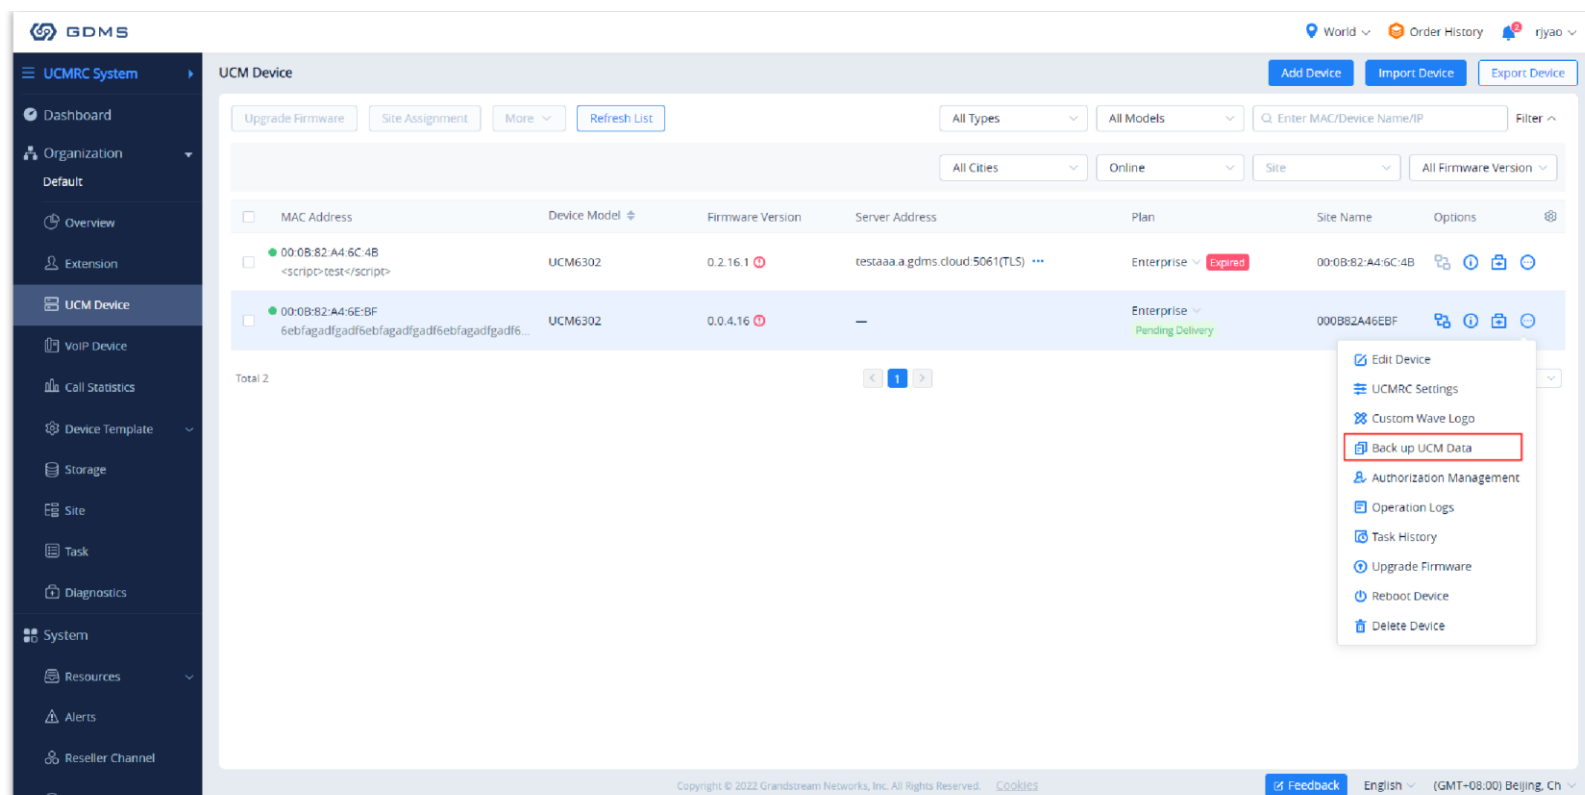 GDMS
World
Order History
2
rjyao
UCMRC System
UCM Device
Add Device
Import Device
Export Device
Dashboard
Organization
Default
Overview
Extension
UCM Device
VoIP Device
Call Statistics
Device Template
Storage
Site
Task
Diagnostics
System
Resources
Alerts
Reseller Channel
Upgrade Firmware
Site Assignment
More
Refresh List
All Types
All Models
Enter MAC/Device Name/IP
Filter
All Cities
Online
Site
All Firmware Version
MAC Address
Device Model
Firmware Version
Server Address
Plan
Site Name
Options
00:0B:82:A4:6C:4B
<script>test</script>
UCM6302
0.2.16.1
testaaa.a.gdms.cloud:5061(TLS) ···
Enterprise
Expired
00:0B:82:A4:6C:4B
00:0B:82:A4:6E:BF
6ebfagadfgadf6ebfagadfgadf6ebfagadfgadf6...
UCM6302
0.0.4.16
—
Enterprise
Pending Delivery
000B82A46EBF
Total 2
< 1 >
Edit Device
UCMRC Settings
Custom Wave Logo
Back up UCM Data
Authorization Management
Operation Logs
Task History
Upgrade Firmware
Reboot Device
Delete Device
Copyright © 2022 Grandstream Networks, Inc. All Rights Reserved.
Cookies
Feedback
English
(GMT+08:00) Beijing, Ch